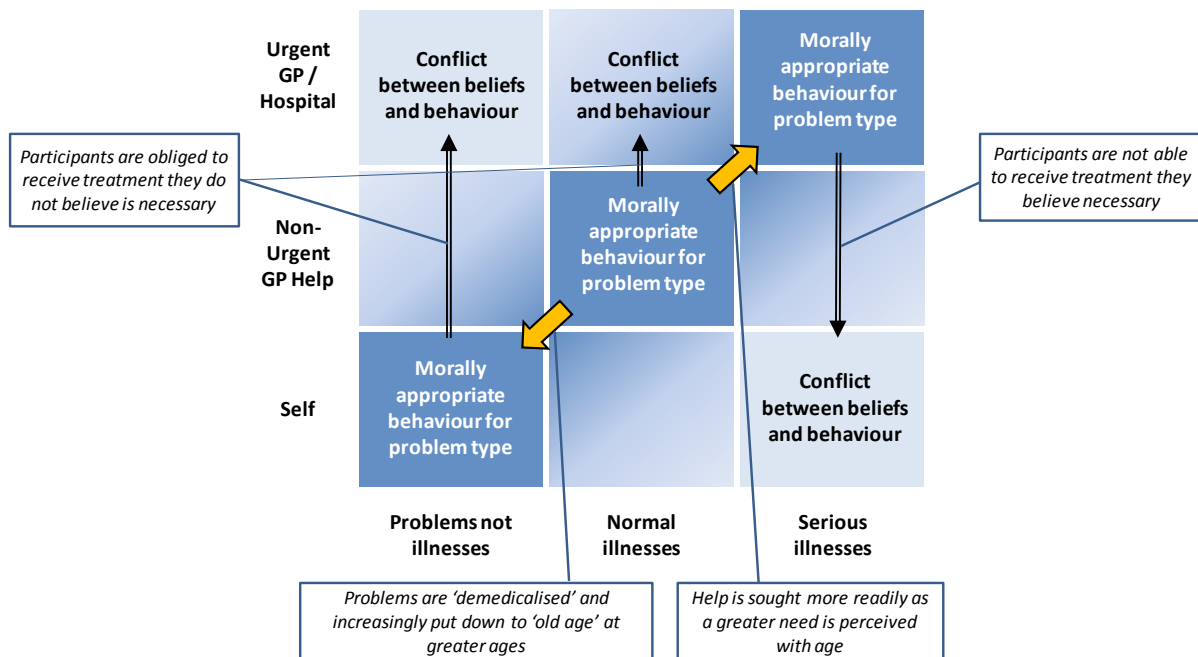 Urgent
GP /
Hospital
Conflict
between beliefs
and behaviour
Conflict
between beliefs
and behaviour
Morally
appropriate
behaviour for
problem type
Participants are obliged to
receive treatment they do
not believe is necessary
Participants are not able
to receive treatment they
believe necessary
Non-
Urgent
GP Help
Morally
appropriate
behaviour for
problem type
Self
Morally
appropriate
behaviour for
problem type
Conflict
between beliefs
and behaviour
Problems not
illnesses
Normal
illnesses
Serious
illnesses
Problems are ‘demedicalised’ and
increasingly put down to ‘old age’ at
greater ages
Help is sought more readily as
a greater need is perceived
with age